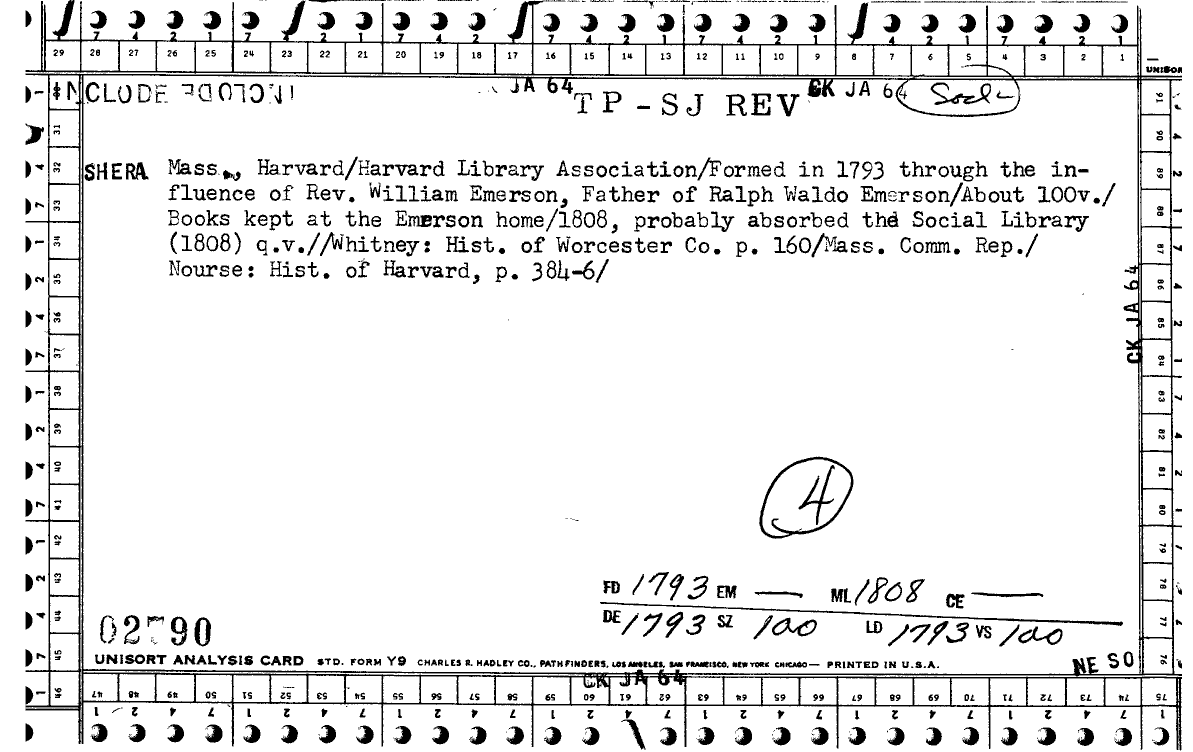 7 4 2 1 7 4 2 1 7 4 2 1 7 4 2 1 7 4 2 1 7 4 2 1 7 4 2 1
29 28 27 26 25 24 23 22 21 20 19 18 17 16 15 14 13 12 11 10 9 8 7 6 5 4 3 2 1
UNISOR
INCLUDE INCLUDE JA 64 TP-SJ REV CK JA 64 Socl
SHERA Mass., Harvard/Harvard Library Association/Formed in 1793 through the in-
fluence of Rev. William Emerson, Father of Ralph Waldo Emerson/About 100v./
Books kept at the Emerson home/1808, probably absorbed the Social Library
(1808) q.v.//Whitney: Hist. of Worcester Co. p. 160/Mass. Comm. Rep./
Nourse: Hist. of Harvard, p. 384-6/
CK JA 64
4
FD 1793 EM — ML 1808 CE —
DE 1793 SZ 100 LD 1793 VS 100
02790
UNISORT ANALYSIS CARD STD. FORM Y9 CHARLES R. HADLEY CO., PATHFINDERS, LOS ANGELES, SAN FRANCISCO, NEW YORK CHICAGO— PRINTED IN U.S.A.
NE SO
CK JA 64
31 32 33 34 35 36 37 38 39 40 41 42 43 44 45 46
91 90 89 88 87 86 85 84 83 82 81 80 79 78 77 76
47 48 49 50 51 52 53 54 55 56 57 58 59 60 61 62 63 64 65 66 67 68 69 70 71 72 73 74 75
1 2 4 7 1 2 4 7 1 2 4 7 1 2 4 7 1 2 4 7 1 2 4 7 1 2 4 7 1